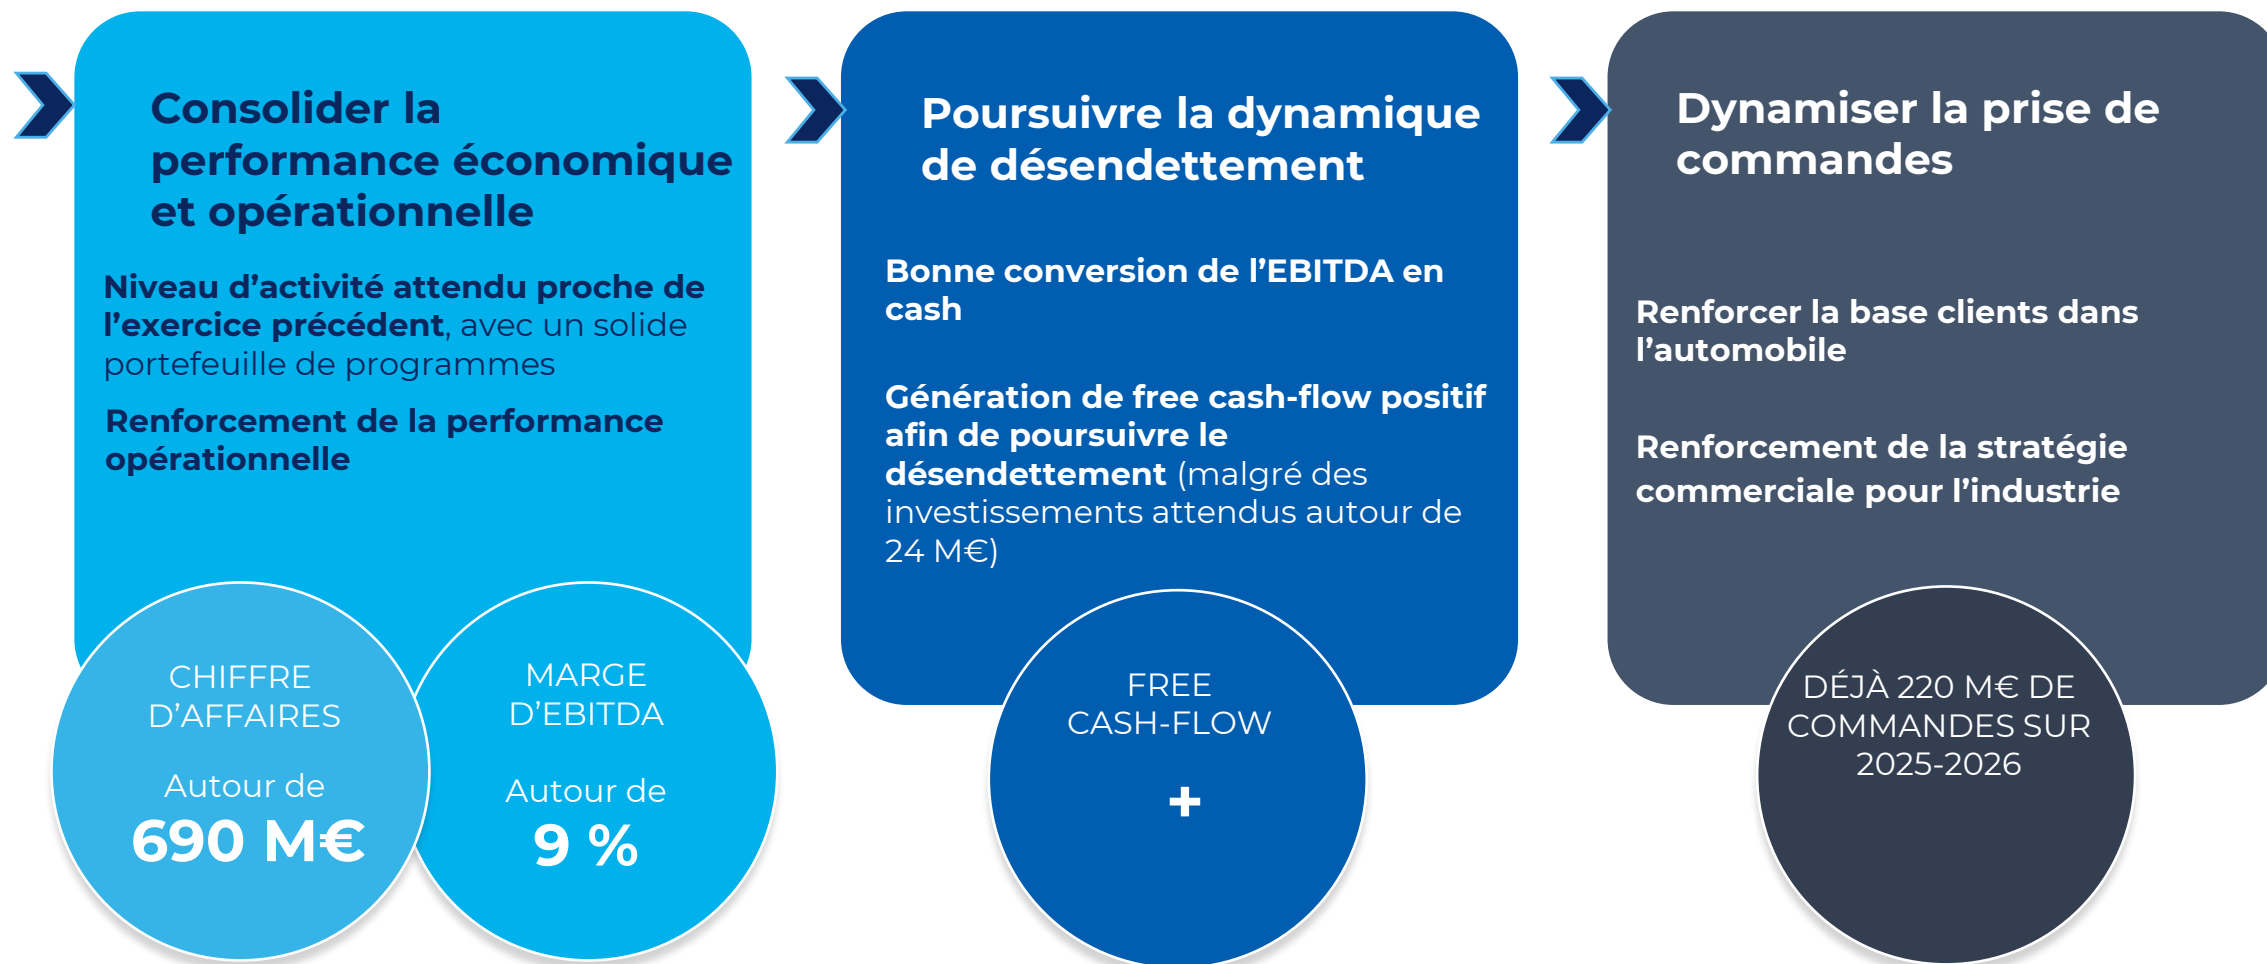 Consolider la
performance économique
et opérationnelle
Niveau d’activité attendu proche de
l’exercice précédent, avec un solide
portefeuille de programmes
Renforcement de la performance
opérationnelle
CHIFFRE
D’AFFAIRES
Autour de
690 M€
MARGE
D’EBITDA
Autour de
9 %
Poursuivre la dynamique
de désendettement
Bonne conversion de l’EBITDA en
cash
Génération de free cash-flow positif
afin de poursuivre le
désendettement (malgré des
investissements attendus autour de
24 M€)
FREE
CASH-FLOW
+
Dynamiser la prise de
commandes
Renforcer la base clients dans
l’automobile
Renforcement de la stratégie
commerciale pour l’industrie
DÉJÀ 220 M€ DE
COMMANDES SUR
2025-2026